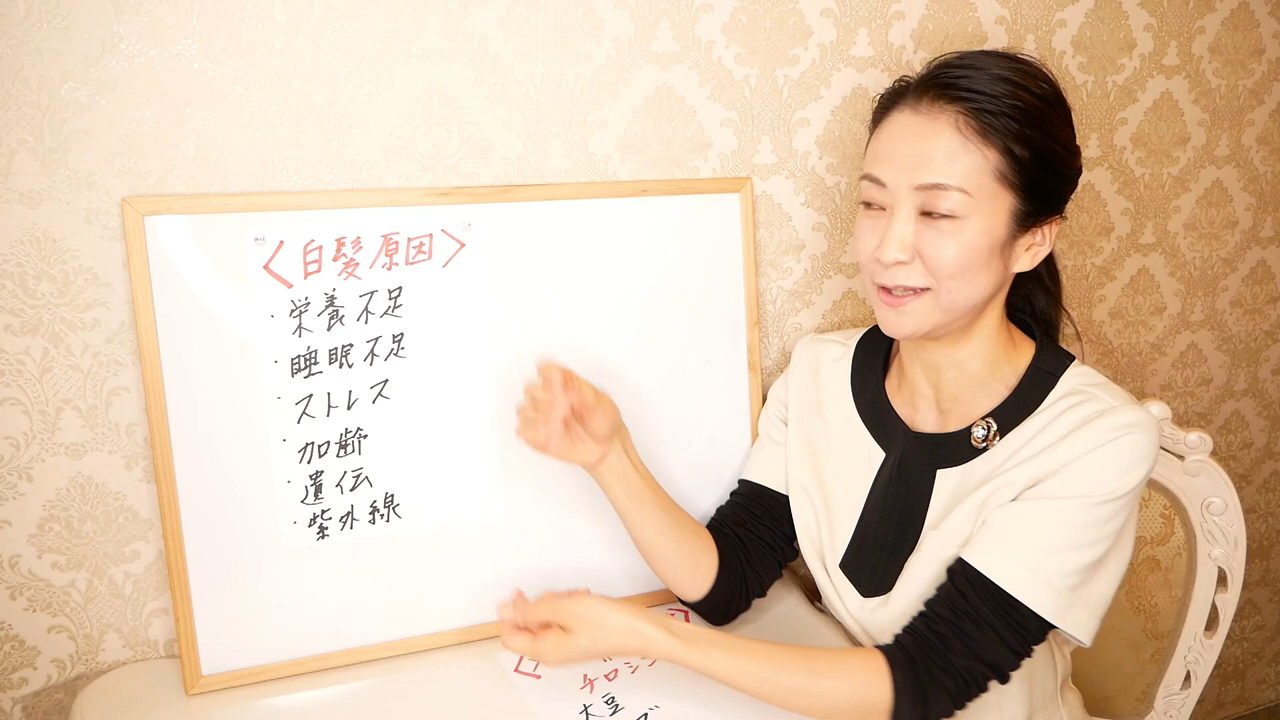 〈白髪原因〉
・栄養不足
・睡眠不足
・ストレス
・加齢
・遺伝
・紫外線
チロシン
大豆